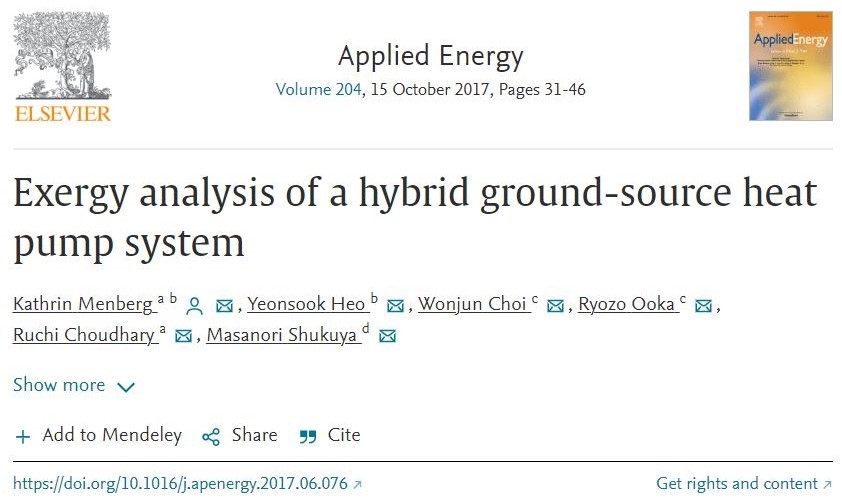 Applied Energy
Volume 204, 15 October 2017, Pages 31-46
ELSEVIER
AppliedEnergy
Exergy analysis of a hybrid ground-source heat
pump system
Kathrin Menberg a b , Yeonsook Heo b , Wonjun Choi c , Ryozo Ooka c ,
Ruchi Choudhary a , Masanori Shukuya d
Show more
+ Add to Mendeley Share Cite
https://doi.org/10.1016/j.apenergy.2017.06.076 ↗ Get rights and content ↗